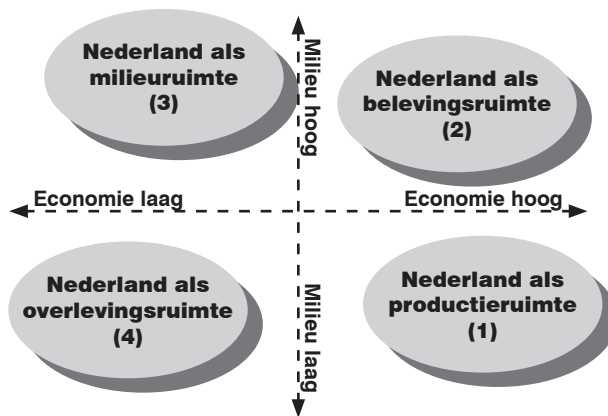 Nederland als
milieuruimte
(3)
Milieu hoog
Nederland als
belevingsruimte
(2)
Economie laag
Economie hoog
Nederland als
overlevingsruimte
(4)
Milieu laag
Nederland als
productieruimte
(1)